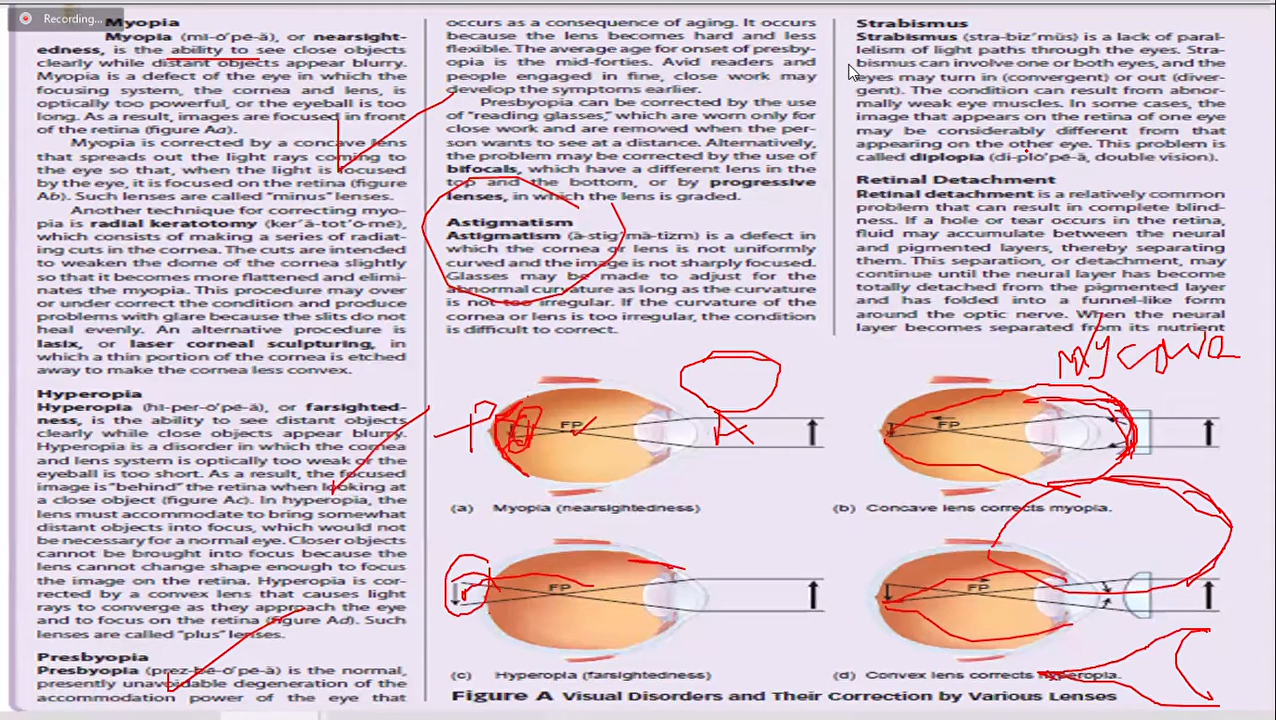 Recording...
Myopia
Myopia (mī-ō′pē-ă), or nearsight-
edness, is the ability to see close objects
clearly while distant objects appear blurry.
Myopia is a defect of the eye in which the
focusing system, the cornea and lens, is
optically too powerful, or the eyeball is too
long. As a result, images are focused in front
of the retina (figure Aa).
Myopia is corrected by a concave lens
that spreads out the light rays coming to
the eye so that, when the light is focused
by the eye, it is focused on the retina (figure
Ab). Such lenses are called “minus” lenses.
Another technique for correcting myo-
pia is radial keratotomy (ker′ă-tot′ō-mē),
which consists of making a series of radiat-
ing cuts in the cornea. The cuts are intended
to weaken the dome of the cornea slightly
so that it becomes more flattened and elimi-
nates the myopia. This procedure may over
or under correct the condition and produce
problems with glare because the slits do not
heal evenly. An alternative procedure is
lasix, or laser corneal sculpturing, in
which a thin portion of the cornea is etched
away to make the cornea less convex.
Hyperopia
Hyperopia (hī-per-ō′pē-ă), or farsighted-
ness, is the ability to see distant objects
clearly while close objects appear blurry.
Hyperopia is a disorder in which the cornea
and lens system is optically too weak or the
eyeball is too short. As a result, the focused
image is “behind” the retina when looking at
a close object (figure Ac). In hyperopia, the
lens must accommodate to bring somewhat
distant objects into focus, which would not
be necessary for a normal eye. Closer objects
cannot be brought into focus because the
lens cannot change shape enough to focus
the image on the retina. Hyperopia is cor-
rected by a convex lens that causes light
rays to converge as they approach the eye
and to focus on the retina (figure Ad). Such
lenses are called “plus” lenses.
Presbyopia
Presbyopia (prez-bē-ō′pē-ă) is the normal,
presently unavoidable degeneration of the
accommodation power of the eye that
occurs as a consequence of aging. It occurs
because the lens becomes hard and less
flexible. The average age for onset of presby-
opia is the mid-forties. Avid readers and
people engaged in fine, close work may
develop the symptoms earlier.
Presbyopia can be corrected by the use
of “reading glasses,” which are worn only for
close work and are removed when the per-
son wants to see at a distance. Alternatively,
the problem may be corrected by the use of
bifocals, which have a different lens in the
top and the bottom, or by progressive
lenses, in which the lens is graded.
Astigmatism
Astigmatism (ă-stig′mă-tizm) is a defect in
which the cornea or lens is not uniformly
curved and the image is not sharply focused.
Glasses may be made to adjust for the
abnormal curvature as long as the curvature
is not too irregular. If the curvature of the
cornea or lens is too irregular, the condition
is difficult to correct.
Strabismus
Strabismus (stra-biz′mŭs) is a lack of paral-
lelism of light paths through the eyes. Stra-
bismus can involve one or both eyes, and the
eyes may turn in (convergent) or out (diver-
gent). The condition can result from abnor-
mally weak eye muscles. In some cases, the
image that appears on the retina of one eye
may be considerably different from that
appearing on the other eye. This problem is
called diplopia (di-plō′pē-ă, double vision).
Retinal Detachment
Retinal detachment is a relatively common
problem that can result in complete blind-
ness. If a hole or tear occurs in the retina,
fluid may accumulate between the neural
and pigmented layers, thereby separating
them. This separation, or detachment, may
continue until the neural layer has become
totally detached from the pigmented layer
and has folded into a funnel-like form
around the optic nerve. When the neural
layer becomes separated from its nutrient
FP
FP
(a) Myopia (nearsightedness)
(b) Concave lens corrects myopia.
FP
FP
(c) Hyperopia (farsightedness)
(d) Convex lens corrects hyperopia.
Figure A Visual Disorders and Their Correction by Various Lenses